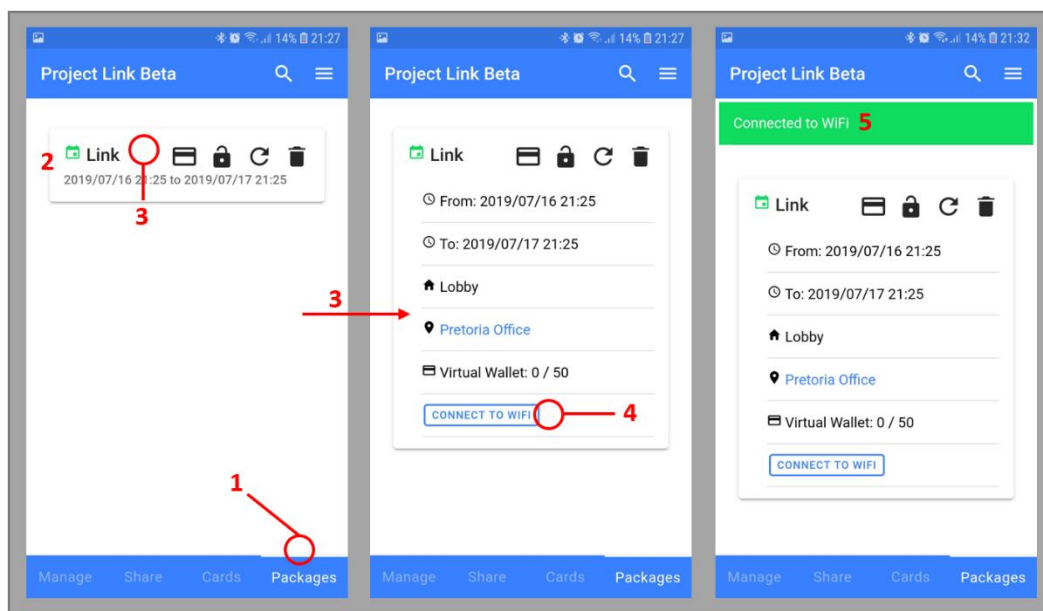 14% 21:27
Project Link Beta
2 Link
2019/07/16 21:25 to 2019/07/17 21:25
3
1
Manage Share Cards Packages
14% 21:27
Project Link Beta
Link
From: 2019/07/16 21:25
To: 2019/07/17 21:25
Lobby
3
Pretoria Office
Virtual Wallet: 0 / 50
CONNECT TO WIFI 4
Manage Share Cards Packages
14% 21:32
Project Link Beta
Connected to WiFi 5
Link
From: 2019/07/16 21:25
To: 2019/07/17 21:25
Lobby
Pretoria Office
Virtual Wallet: 0 / 50
CONNECT TO WIFI
Manage Share Cards Packages